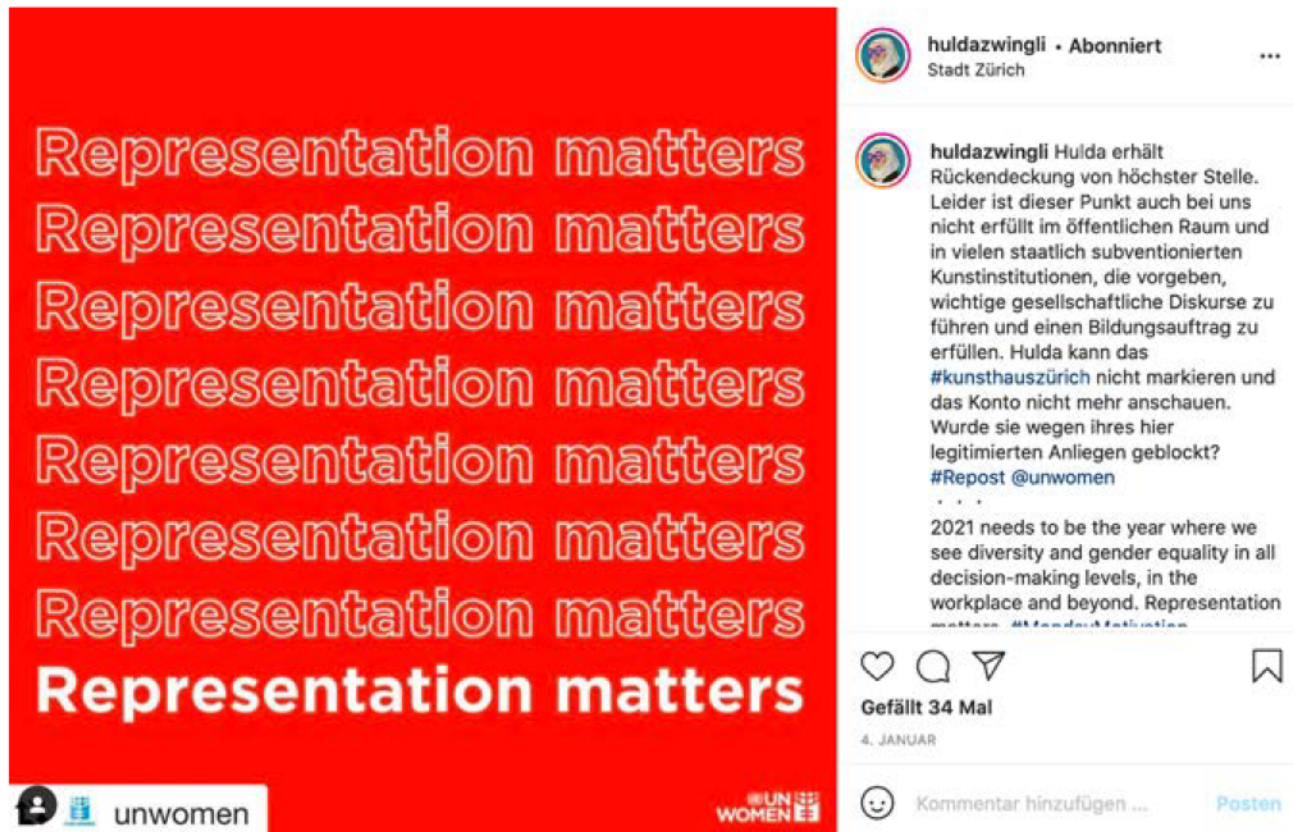 Representation matters
Representation matters
Representation matters
Representation matters
Representation matters
Representation matters
Representation matters
Representation matters
unwomen
UN
WOMEN
huldazwingli • Abonniert
Stadt Zürich
huldazwingli Hulda erhält
Rückendeckung von höchster Stelle.
Leider ist dieser Punkt auch bei uns
nicht erfüllt im öffentlichen Raum und
in vielen staatlich subventionierten
Kunstinstitutionen, die vorgeben,
wichtige gesellschaftliche Diskurse zu
führen und einen Bildungsauftrag zu
erfüllen. Hulda kann das
#kunsthauszürich nicht markieren und
das Konto nicht mehr anschauen.
Wurde sie wegen ihres hier
legitimierten Anliegen geblockt?
#Repost @unwomen
. . .
2021 needs to be the year where we
see diversity and gender equality in all
decision-making levels, in the
workplace and beyond. Representation
matters. #MondayMotivation
Gefällt 34 Mal
4. JANUAR
Kommentar hinzufügen ...
Posten